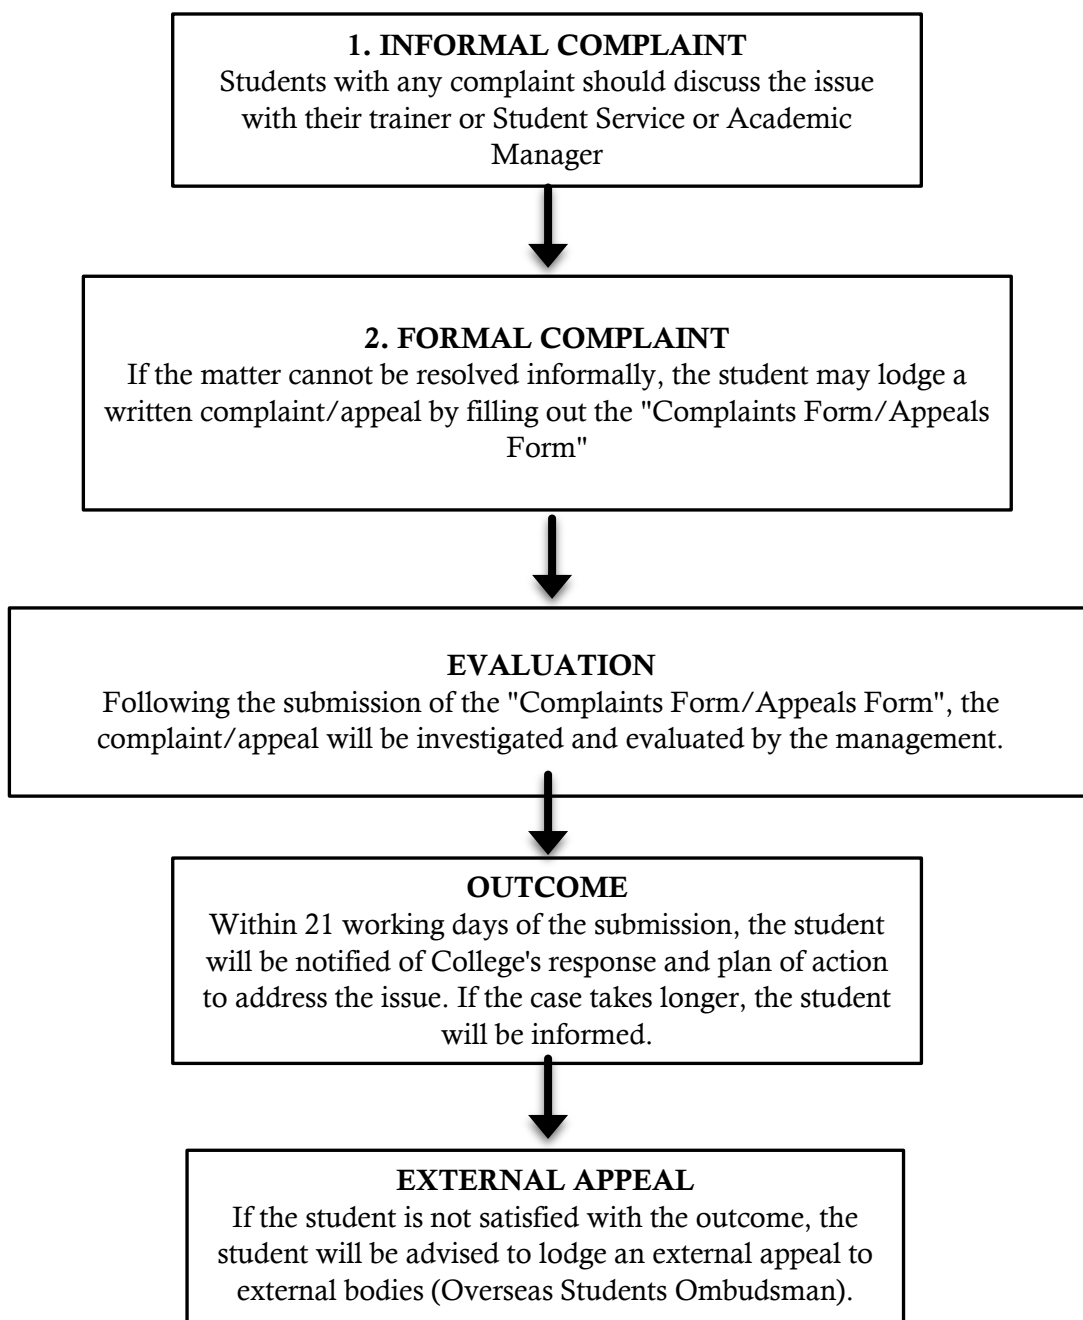 1. INFORMAL COMPLAINT
Students with any complaint should discuss the issue
with their trainer or Student Service or Academic
Manager
2. FORMAL COMPLAINT
If the matter cannot be resolved informally, the student may lodge a
written complaint/appeal by filling out the "Complaints Form/Appeals
Form"
EVALUATION
Following the submission of the "Complaints Form/Appeals Form", the
complaint/appeal will be investigated and evaluated by the management.
OUTCOME
Within 21 working days of the submission, the student
will be notified of College's response and plan of action
to address the issue. If the case takes longer, the student
will be informed.
EXTERNAL APPEAL
If the student is not satisfied with the outcome, the
student will be advised to lodge an external appeal to
external bodies (Overseas Students Ombudsman).